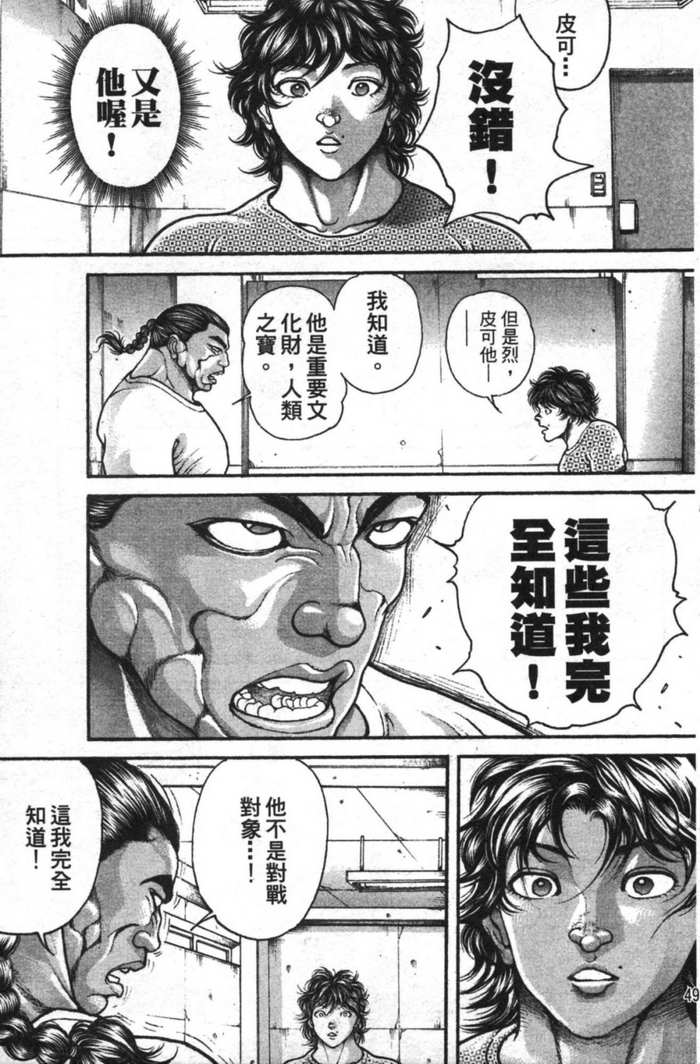 皮可⋯
沒錯！
又是
他喔！
但是烈，
皮可他—
我知道。
他是重要文
化財，人類
之寶。
這些我完
全知道！
他不是對戰
對象⋯！
這我完全
知道！
49